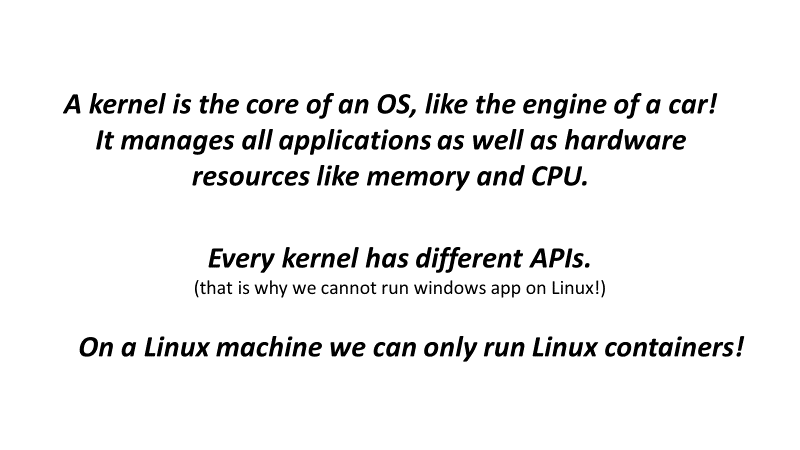 A kernel is the core of an OS, like the engine of a car!
It manages all applications as well as hardware
resources like memory and CPU.
Every kernel has different APIs.
(that is why we cannot run windows app on Linux!)
On a Linux machine we can only run Linux containers!